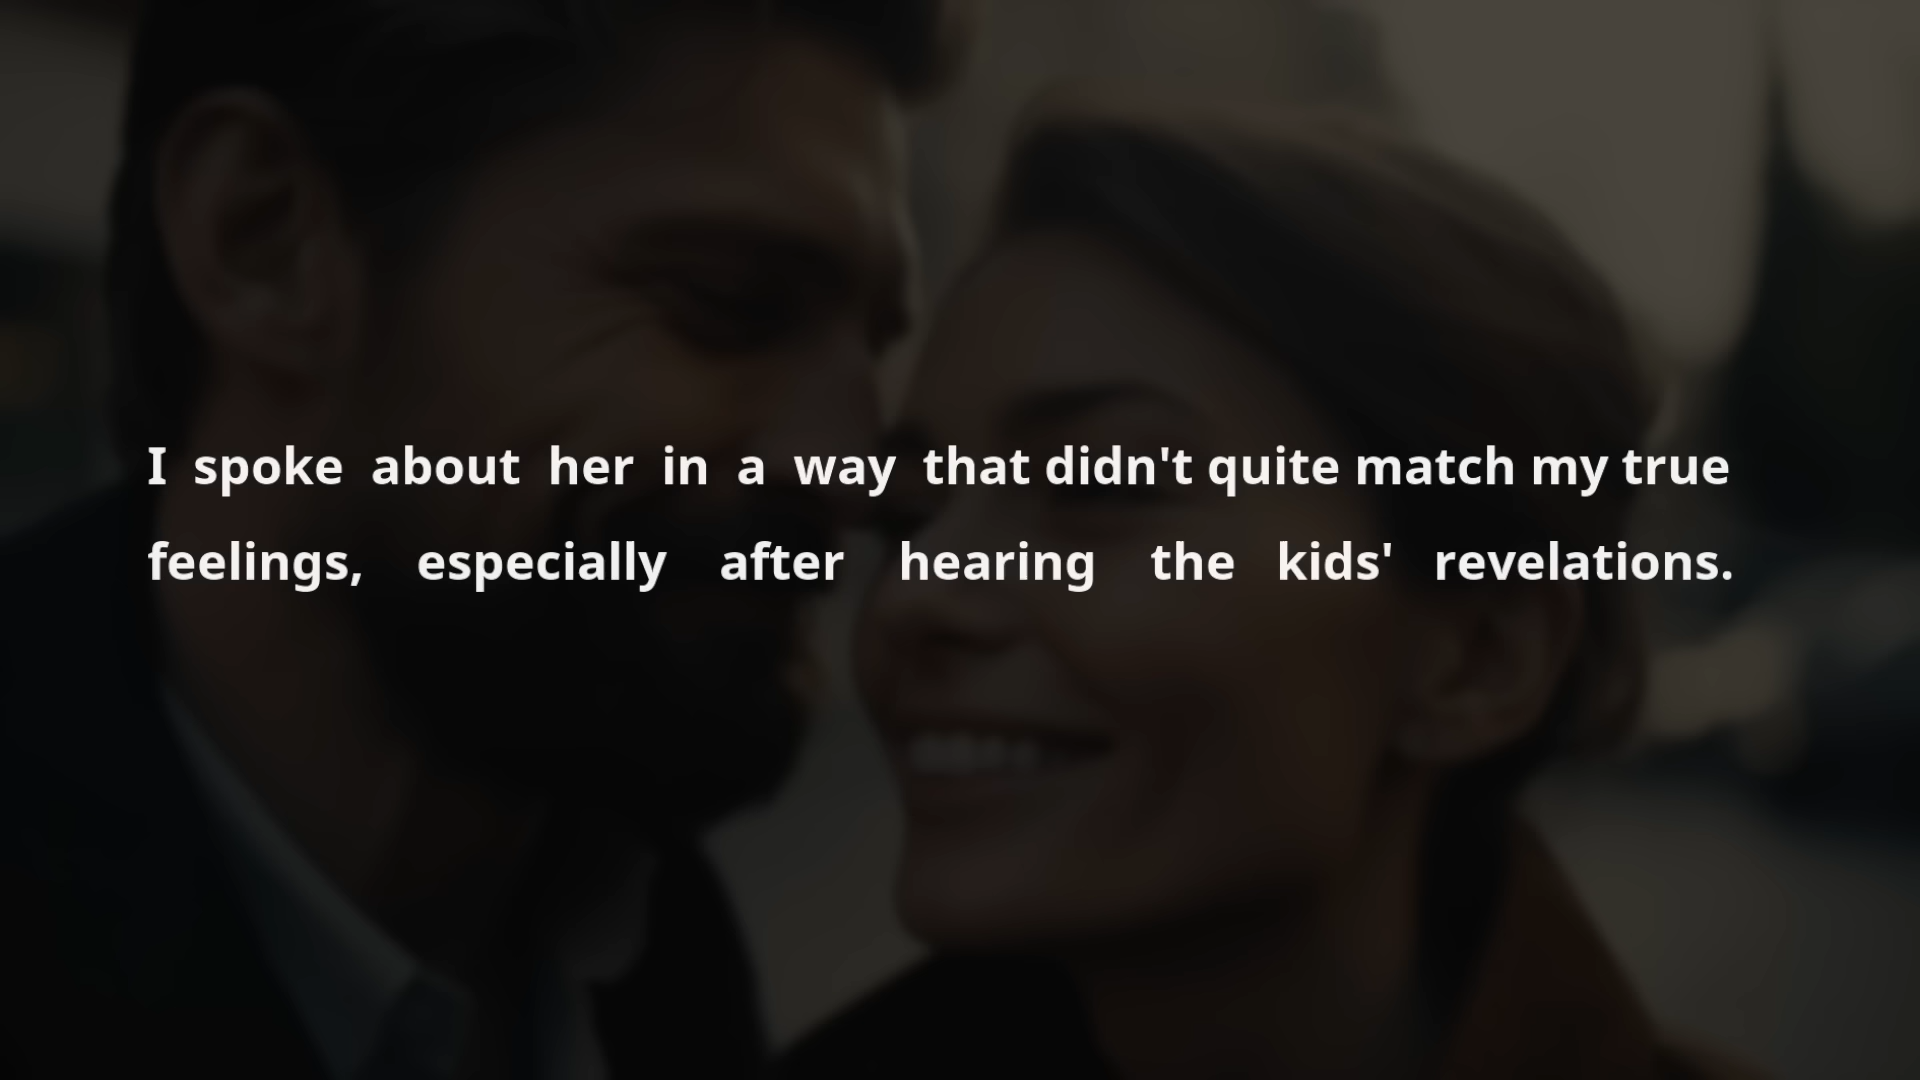 I spoke about her in a way that didn't quite match my true
feelings, especially after hearing the kids' revelations.